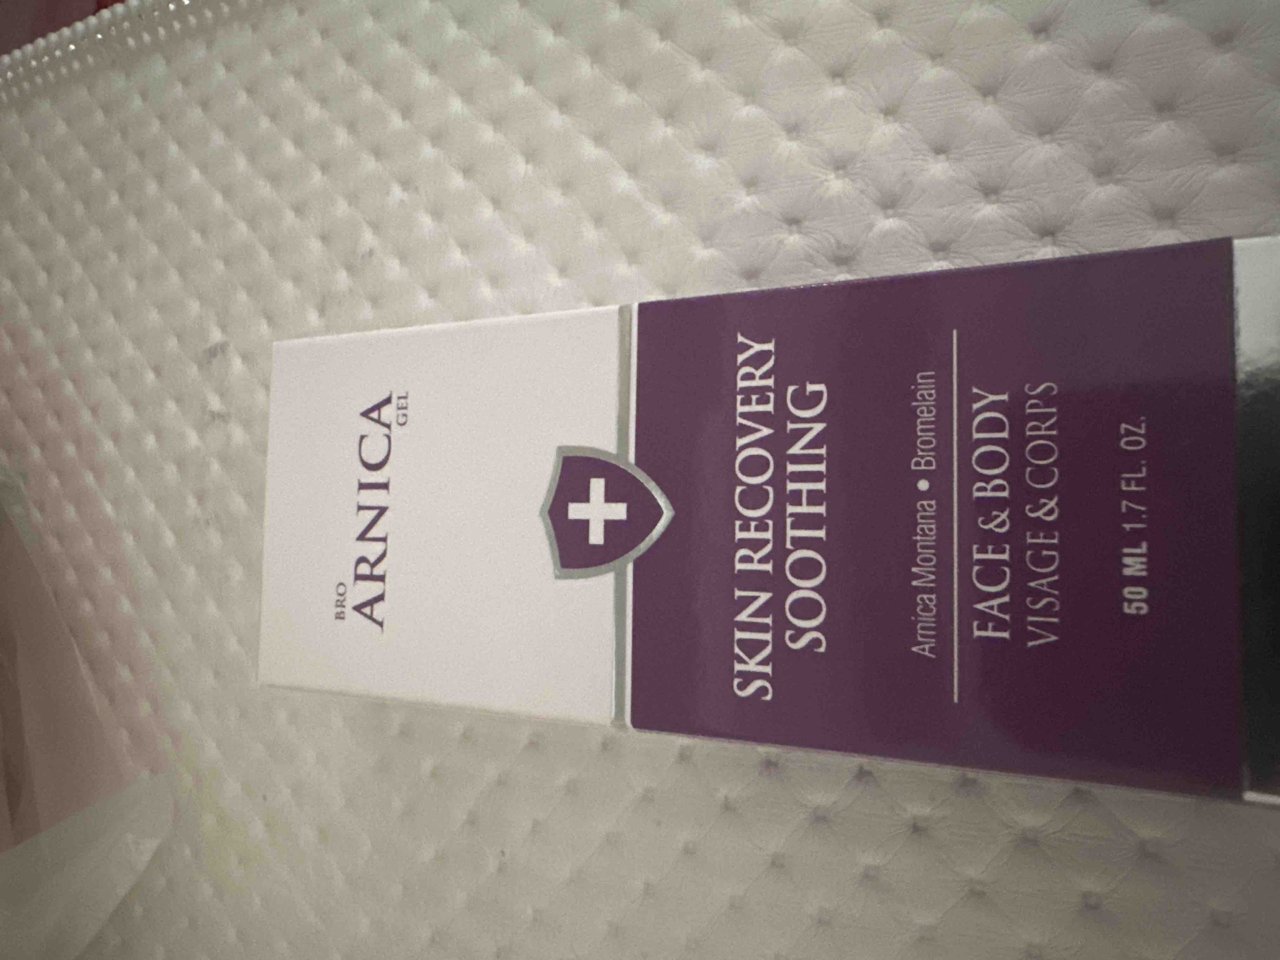 BRO
ARNICA
GEL
SKIN RECOVERY
SOOTHING
Arnica Montana • Bromelain
FACE & BODY
VISAGE & CORPS
50 ML 1.7 FL. OZ.